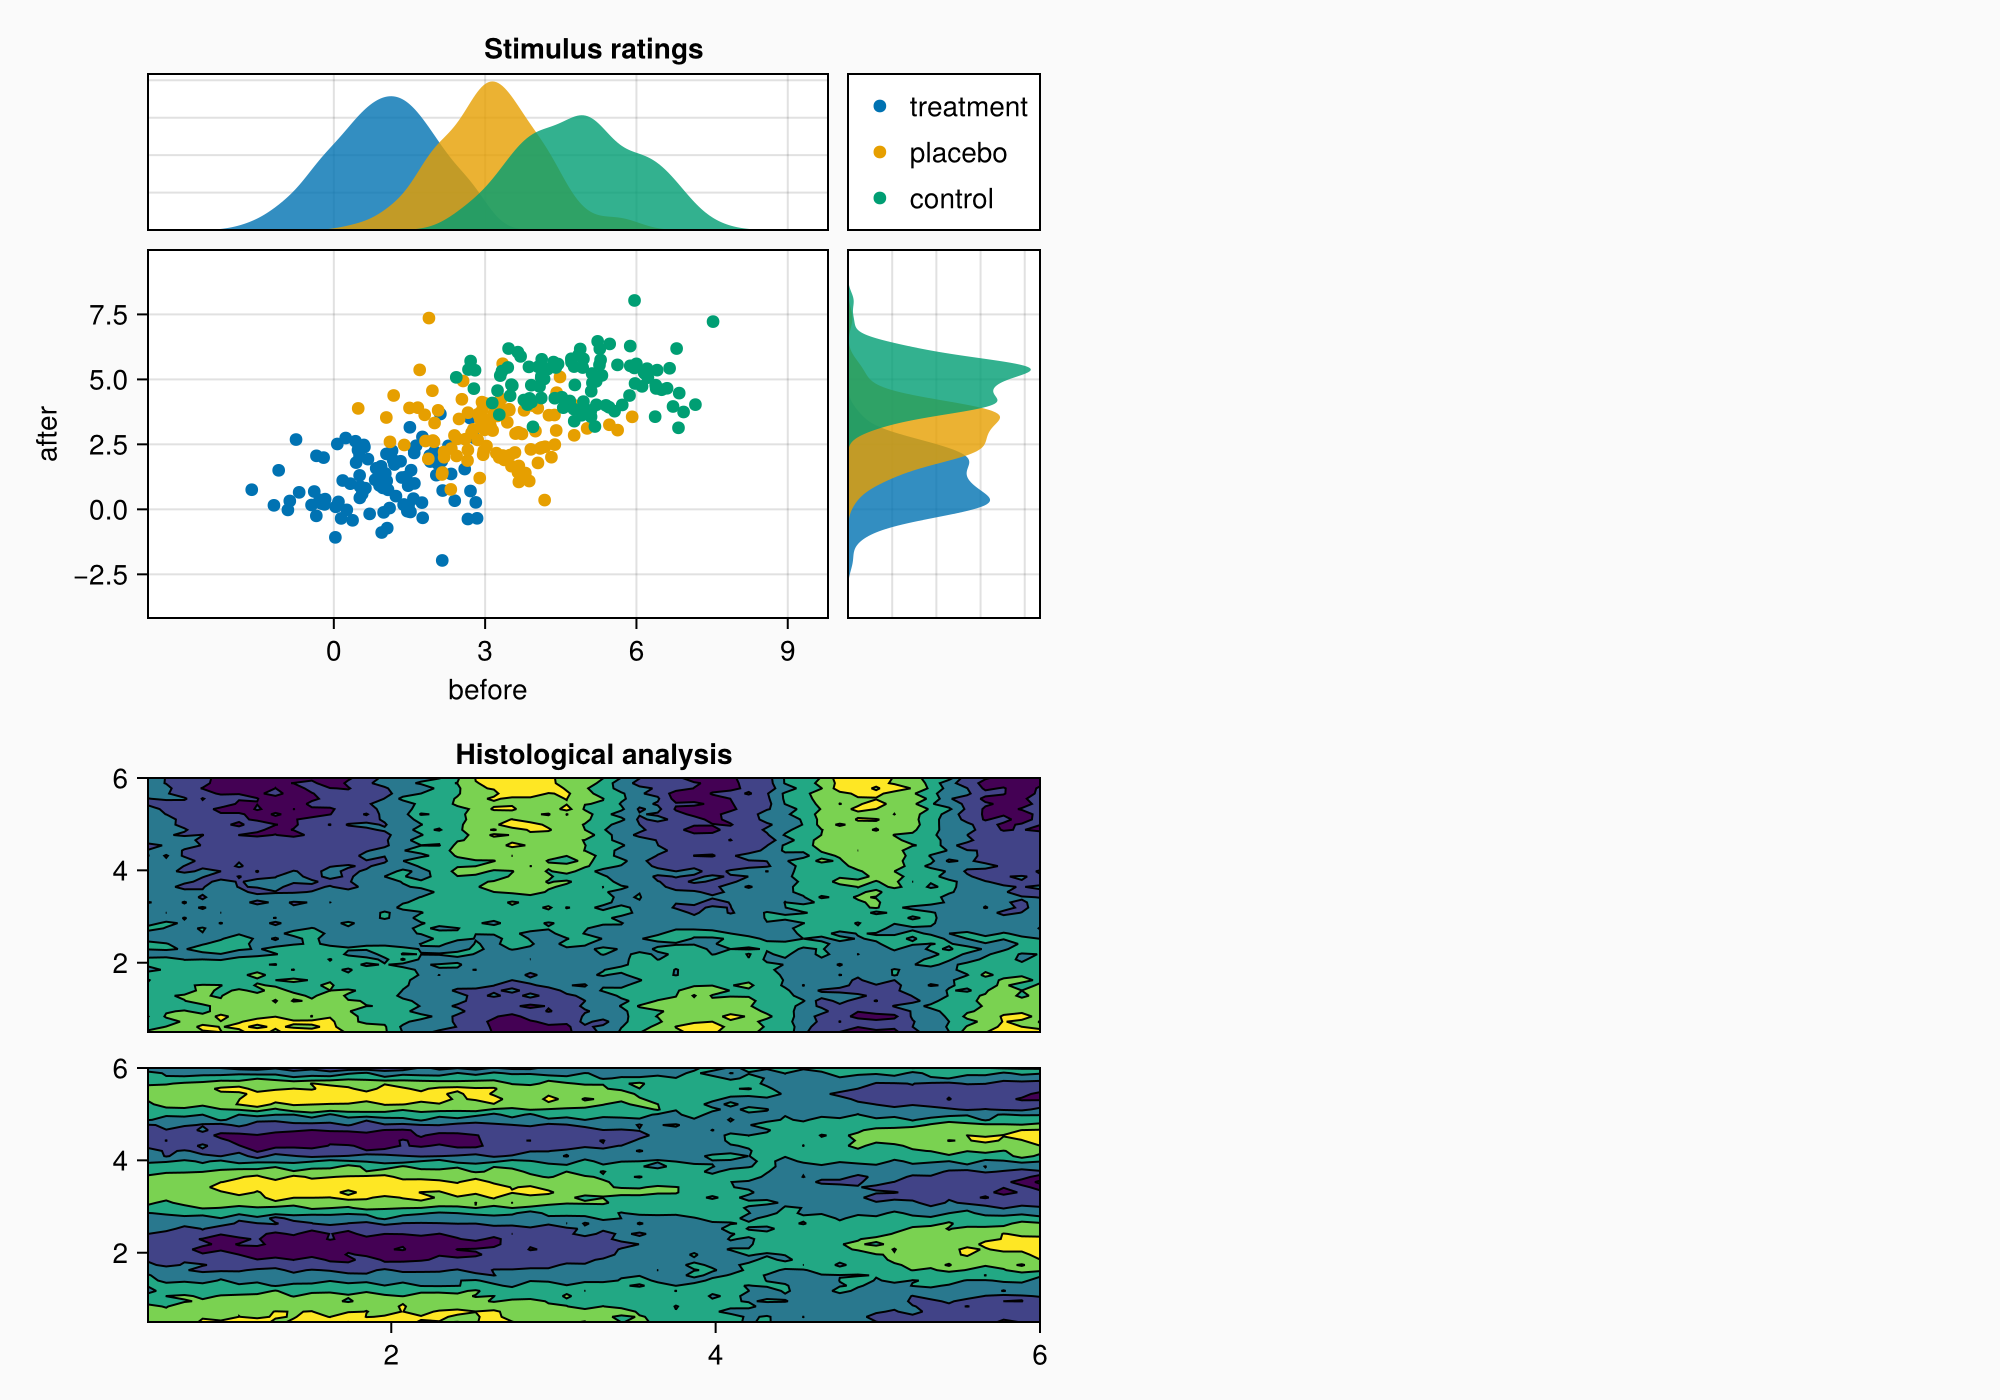 Stimulus ratings
treatment
placebo
control
7.5
5.0
2.5
0.0
−2.5
after
0 3 6 9
before
Histological analysis
6
4
2
6
4
2
2 4 6